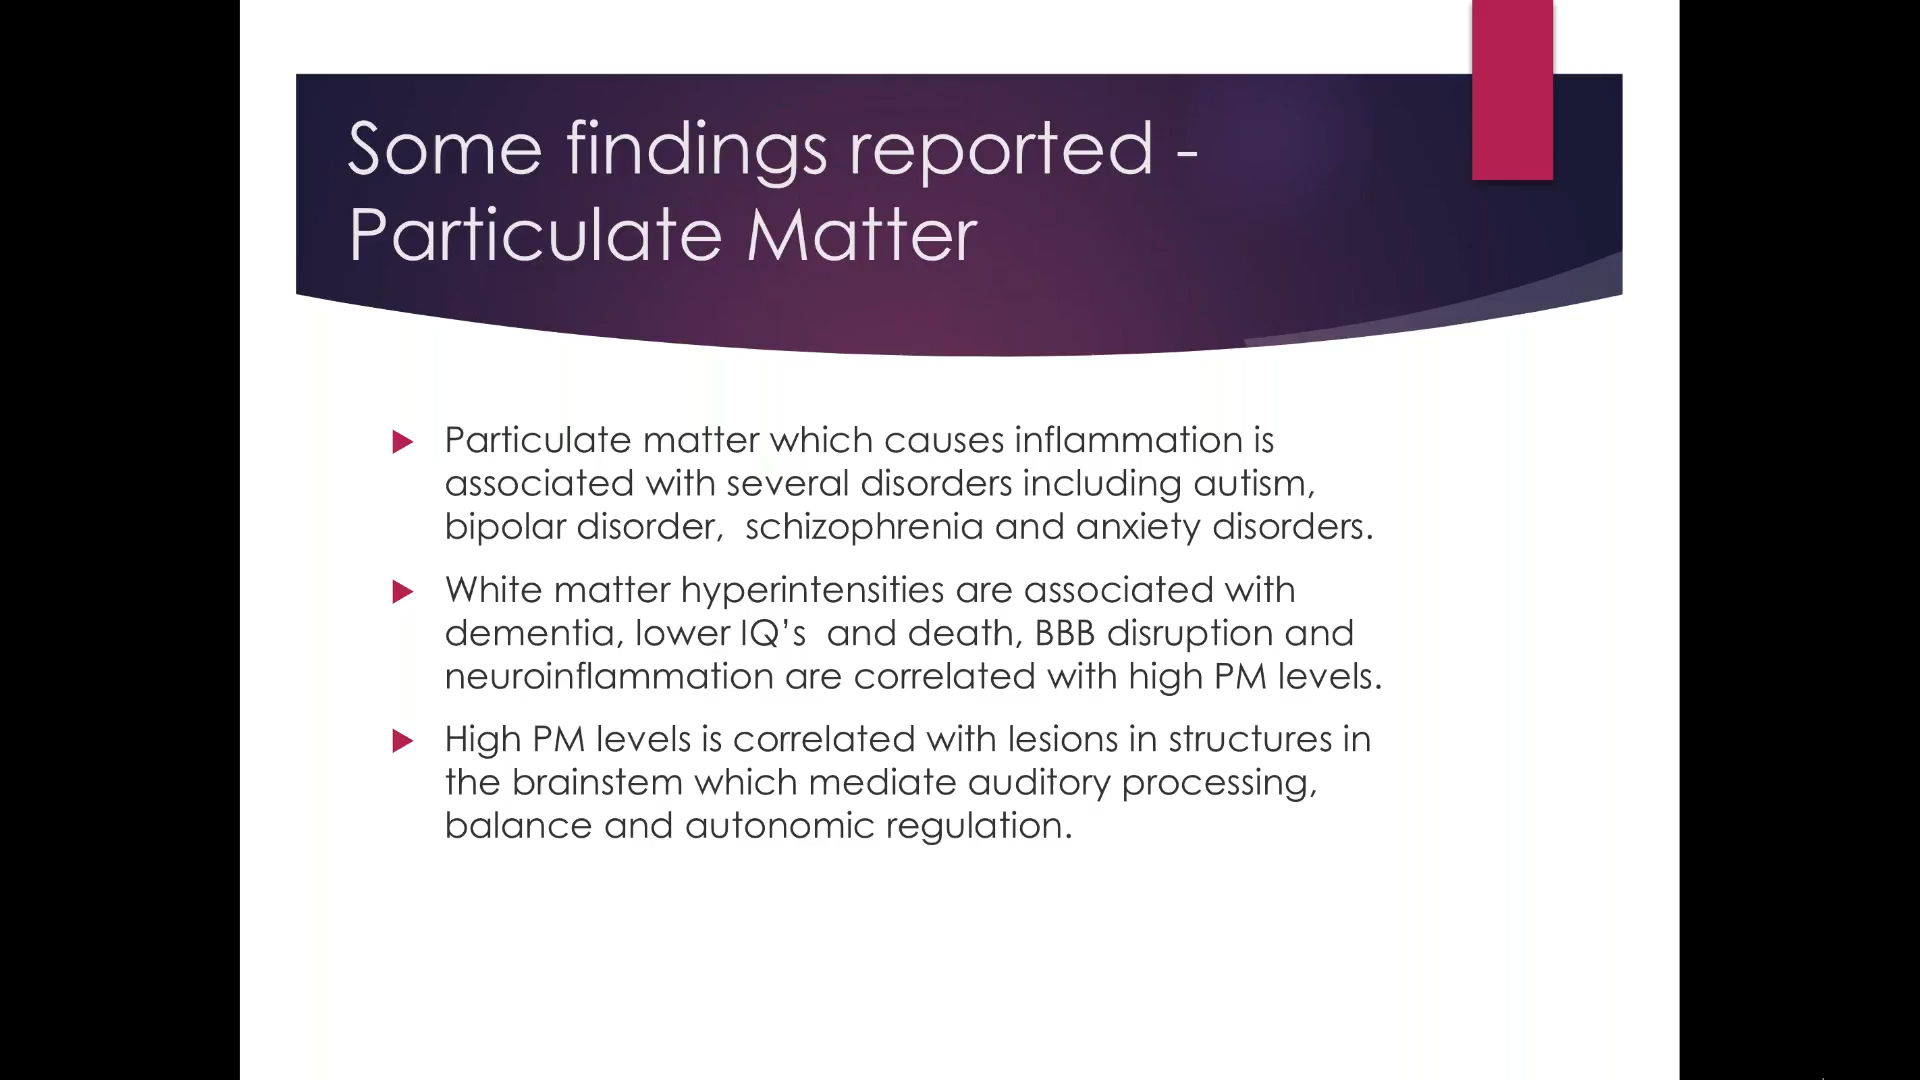 Some findings reported -
Particulate Matter
Particulate matter which causes inflammation is
associated with several disorders including autism,
bipolar disorder,  schizophrenia and anxiety disorders.
White matter hyperintensities are associated with
dementia, lower IQ’s  and death, BBB disruption and
neuroinflammation are correlated with high PM levels.
High PM levels is correlated with lesions in structures in
the brainstem which mediate auditory processing,
balance and autonomic regulation.